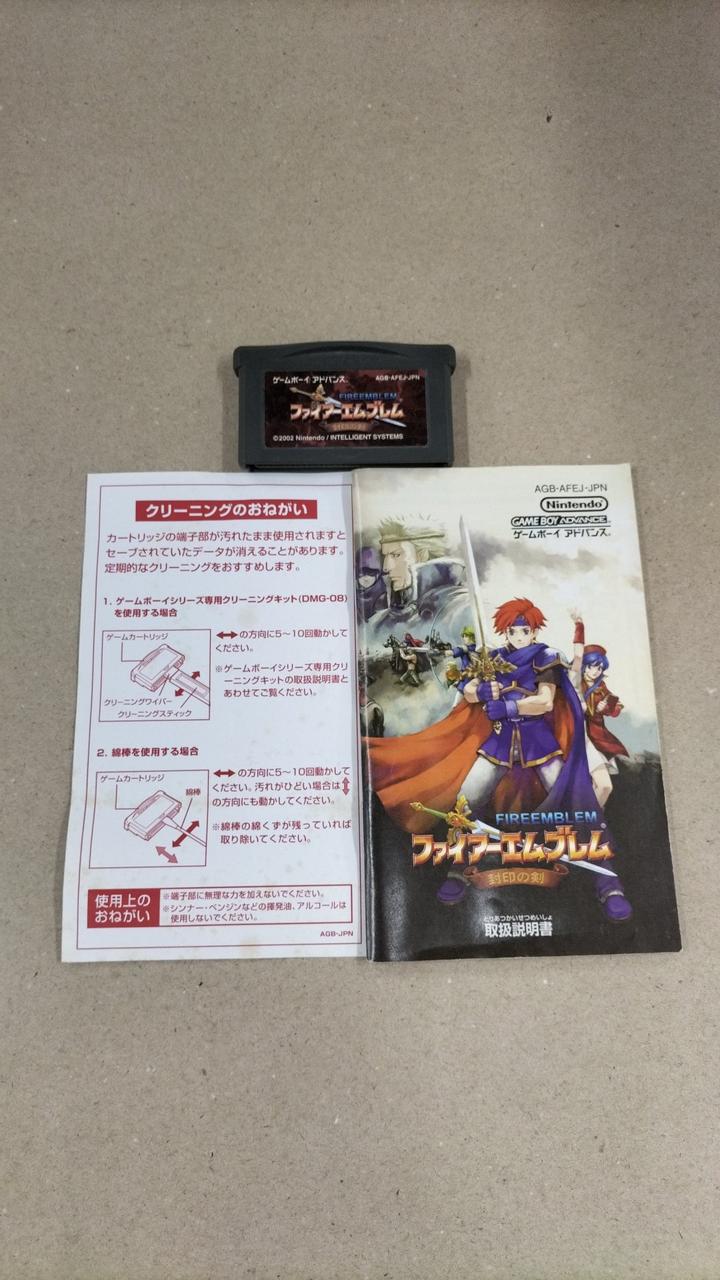 ゲームボーイ アドバンス®
AGB-AFEJ-JPN
FIREEMBLEM
ファイアーエムブレム
封印の剣
©2002 Nintendo / INTELLIGENT SYSTEMS
クリーニングのおねがい
カートリッジの端子部が汚れたまま使用されますと
セーブされていたデータが消えることがあります。
定期的なクリーニングをおすすめします。
1. ゲームボーイシリーズ専用クリーニングキット(DMG-08)
を使用する場合
ゲームカートリッジ
クリーニングワイパー
クリーニングスティック
の方向に5〜10回動かして
ください。
※ゲームボーイシリーズ専用クリ
ーニングキットの取扱説明書と
あわせてご覧ください。
2. 綿棒を使用する場合
ゲームカートリッジ
綿棒
の方向に5〜10回動かして
ください。汚れがひどい場合は
の方向にも動かしてください。
※綿棒の綿くずが残っていれば
取り除いてください。
使用上の
おねがい
※端子部に無理な力を加えないでください。
※シンナー・ベンジンなどの揮発油、アルコールは
使用しないでください。
AGB-JPN
AGB-AFEJ-JPN
Nintendo®
GAME BOY ADVANCE™
ゲームボーイ アドバンス®
FIREEMBLEM
ファイアーエムブレム
封印の剣
とりあつかいせつめいしょ
取扱説明書